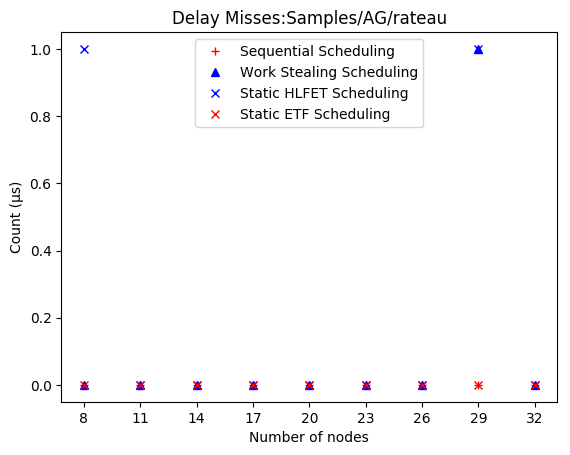 Delay Misses:Samples/AG/rateau
1.0
0.8
0.6
0.4
0.2
0.0
Count (µs)
Sequential Scheduling
Work Stealing Scheduling
Static HLFET Scheduling
Static ETF Scheduling
8 11 14 17 20 23 26 29 32
Number of nodes